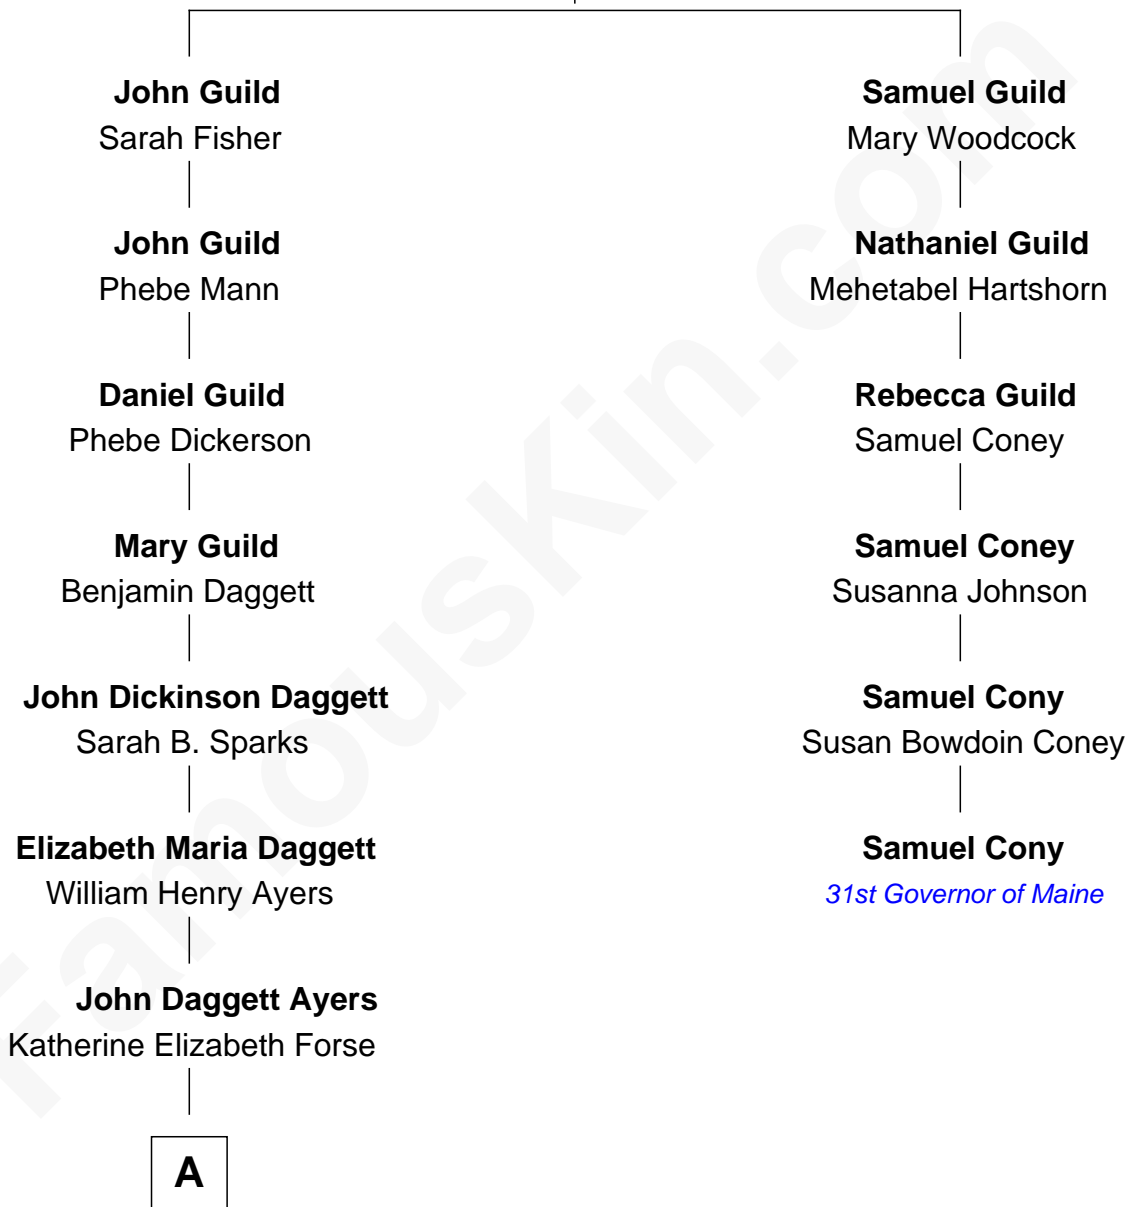 John Guild
Sarah Fisher
John Guild
Phebe Mann
Daniel Guild
Phebe Dickerson
Mary Guild
Benjamin Daggett
John Dickinson Daggett
Sarah B. Sparks
Elizabeth Maria Daggett
William Henry Ayers
John Daggett Ayers
Katherine Elizabeth Forse
A
Samuel Guild
Mary Woodcock
Nathaniel Guild
Mehetabel Hartshorn
Rebecca Guild
Samuel Coney
Samuel Coney
Susanna Johnson
Samuel Cony
Susan Bowdoin Coney
Samuel Cony
31st Governor of Maine
FamousKin.com